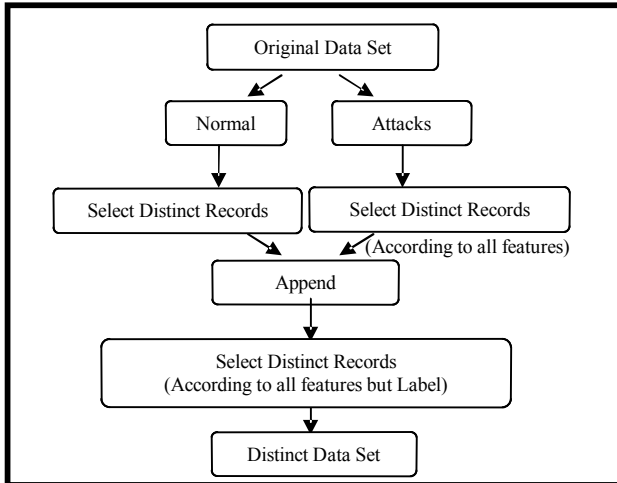 Original Data Set
Normal
Attacks
Select Distinct Records
Select Distinct Records
(According to all features)
Append
Select Distinct Records
(According to all features but Label)
Distinct Data Set